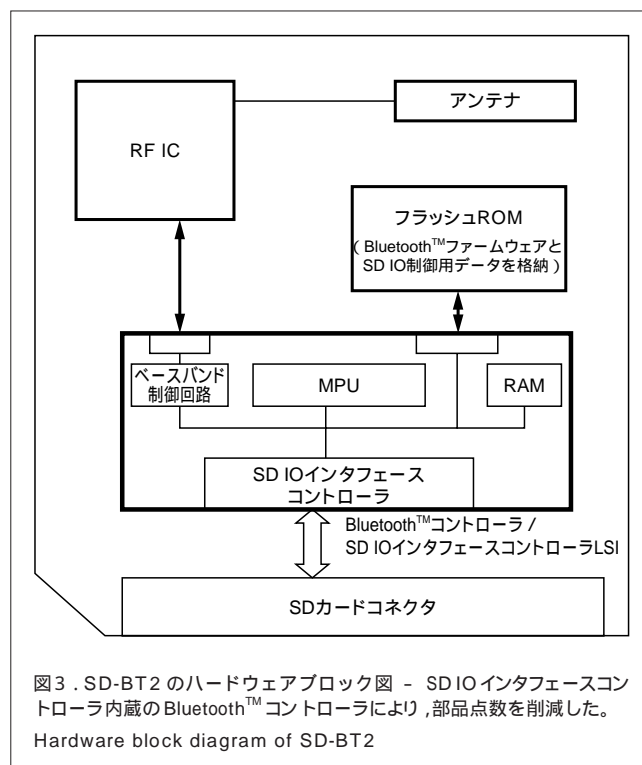 RF IC
アンテナ
フラッシュROM
( Bluetooth™ファームウェアと
SD IO制御用データを格納 )
ベースバンド
制御回路
MPU
RAM
SD IOインタフェース
コントローラ
Bluetooth™コントローラ /
SD IOインタフェースコントローラLSI
SDカードコネクタ
図3 . SD-BT2 のハードウェアブロック図 － SD IO インタフェースコン
トローラ内蔵のBluetooth™ コントローラにより ,部品点数を削減した。
Hardware block diagram of SD-BT2